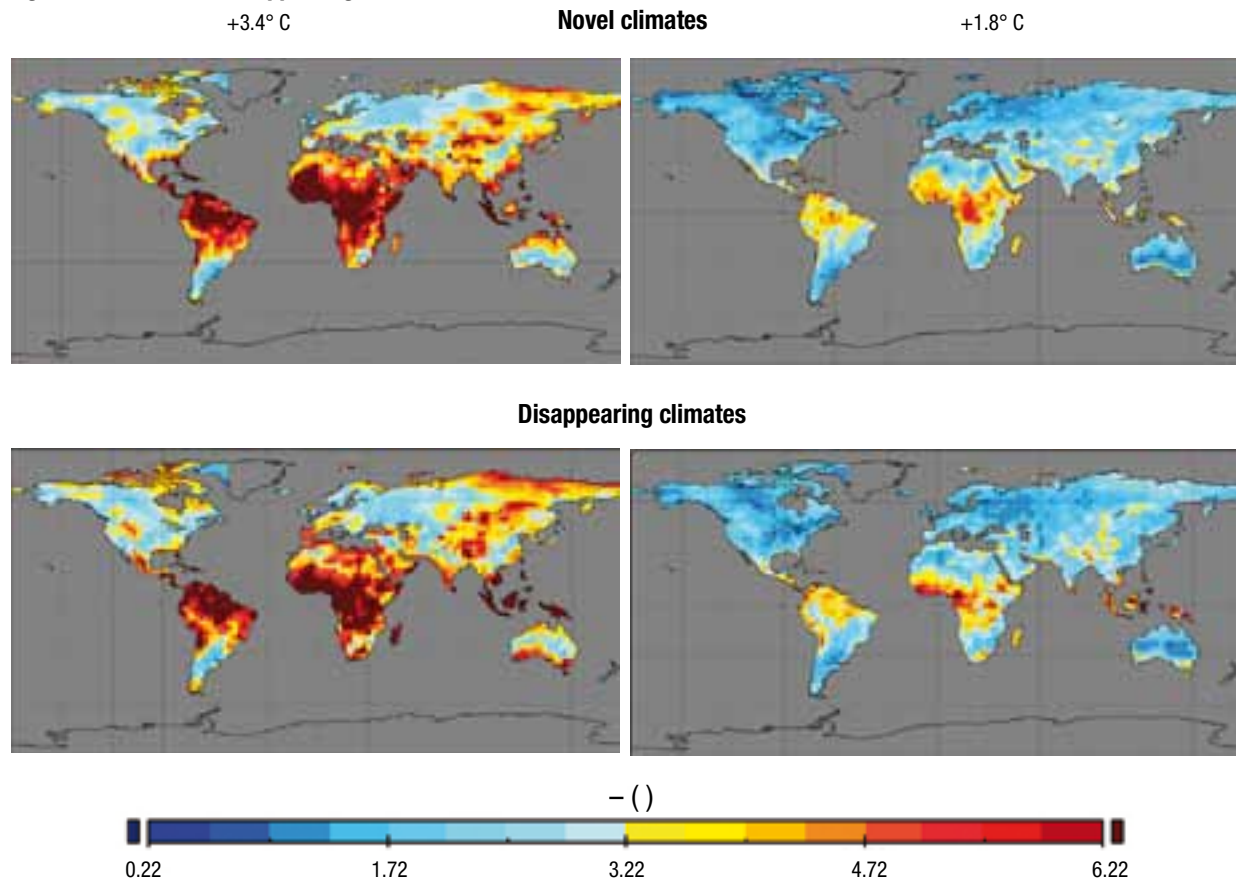 Novel climates
+3.4° C +1.8° C
Disappearing climates
– ( )
0.22 1.72 3.22 4.72 6.22